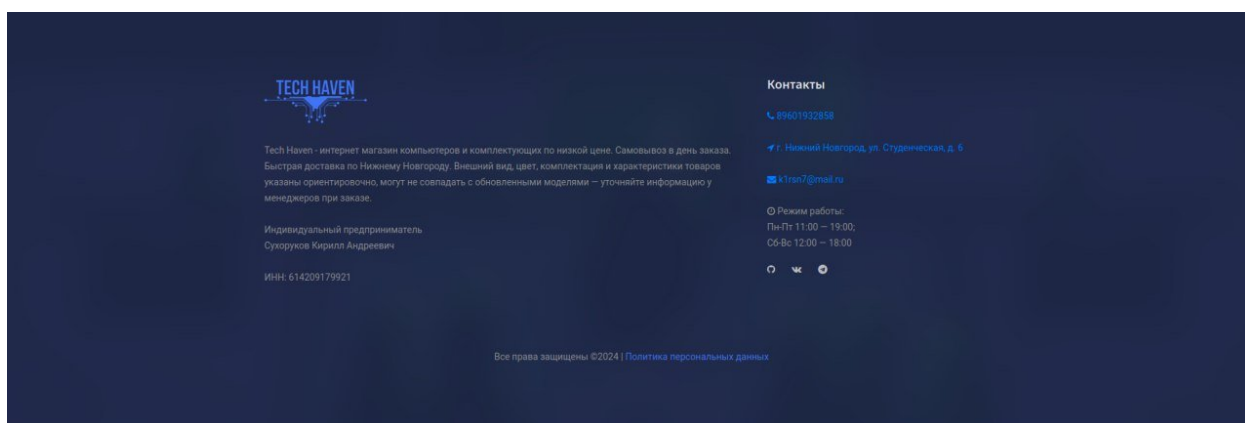 TECH HAVEN
Tech Haven - интернет магазин компьютеров и комплектующих по низкой цене. Самовывоз в день заказа.
Быстрая доставка по Нижнему Новгороду. Внешний вид, цвет, комплектация и характеристики товаров
указаны ориентировочно, могут не совпадать с обновленными моделями — уточняйте информацию у
менеджеров при заказе.
Индивидуальный предприниматель
Сухоруков Кирилл Андреевич
ИНН: 614209179921
Контакты
89601932858
г. Нижний Новгород, ул. Студенческая, д. 6
k1rsn7@mail.ru
Режим работы:
Пн-Пт 11:00 — 19:00;
Сб-Вс 12:00 — 18:00
Все права защищены ©2024 | Политика персональных данных